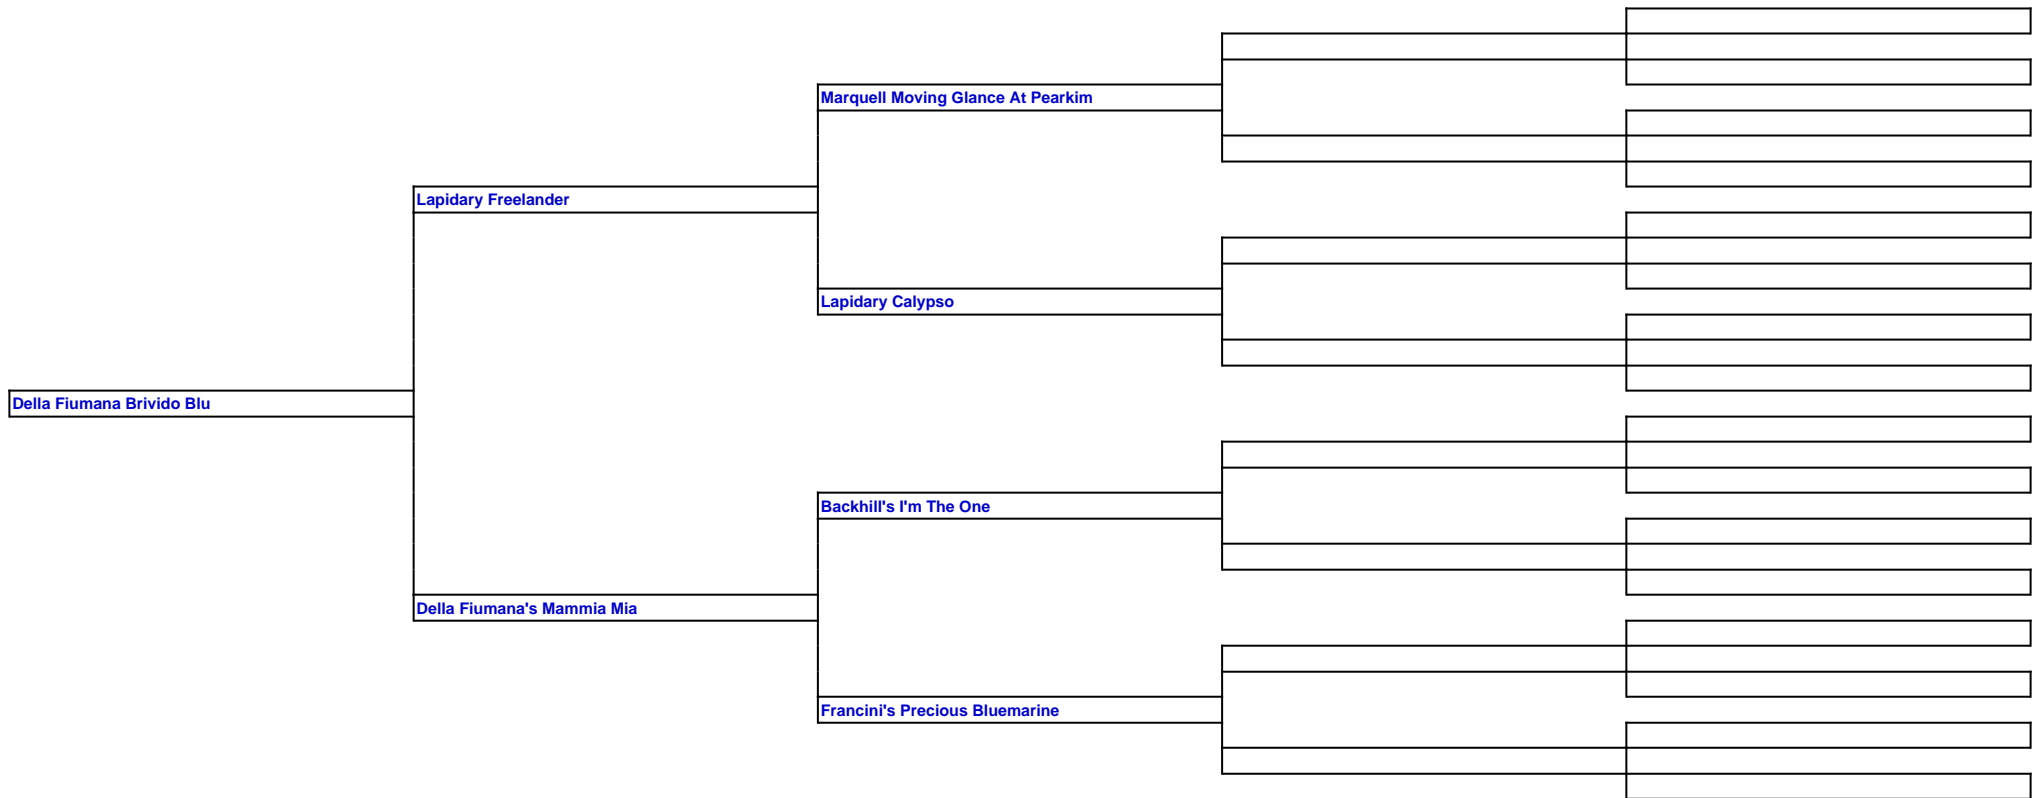 Marquell Moving Glance At Pearkim
Lapidary Freelander
Lapidary Calypso
Della Fiumana Brivido Blu
Backhill's I'm The One
Della Fiumana's Mammia Mia
Francini's Precious Bluemarine